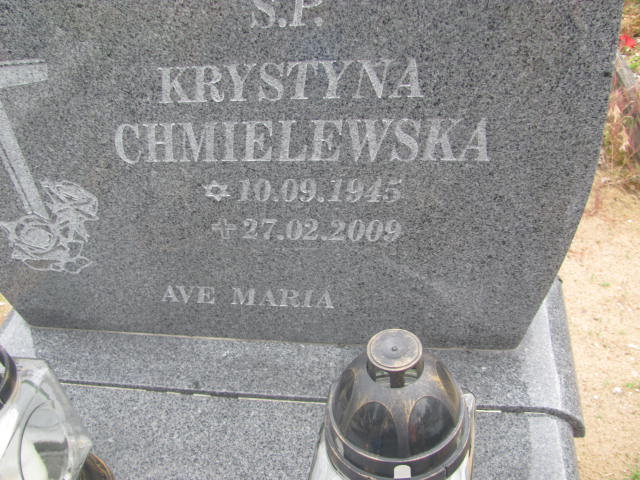 S.P.
KRYSTYNA
CHMIELEWSKA
✡ 10.09.1945
✝ 27.02.2009
AVE MARIA